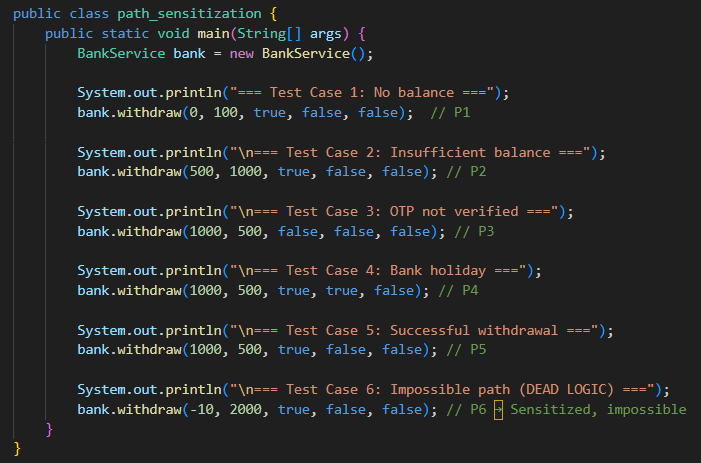 public class path_sensitization {
public static void main(String[] args) {
BankService bank = new BankService();
System.out.println("=== Test Case 1: No balance ===");
bank.withdraw(0, 100, true, false, false);  // P1
System.out.println("\n=== Test Case 2: Insufficient balance ===");
bank.withdraw(500, 1000, true, false, false); // P2
System.out.println("\n=== Test Case 3: OTP not verified ===");
bank.withdraw(1000, 500, false, false, false); // P3
System.out.println("\n=== Test Case 4: Bank holiday ===");
bank.withdraw(1000, 500, true, true, false); // P4
System.out.println("\n=== Test Case 5: Successful withdrawal ===");
bank.withdraw(1000, 500, true, false, false); // P5
System.out.println("\n=== Test Case 6: Impossible path (DEAD LOGIC) ===");
bank.withdraw(-10, 2000, true, false, false); // P6 → Sensitized, impossible
}
}